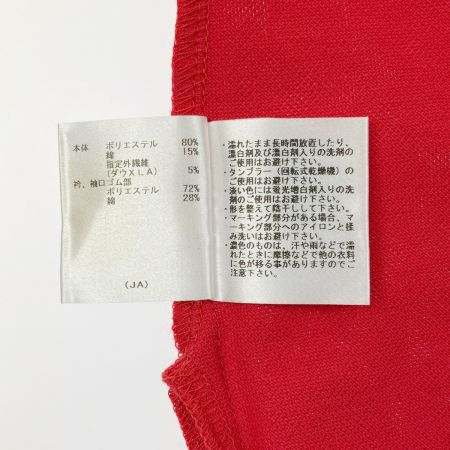 本体 ポリエステル 80%
綿 15%
指定外繊維
(ダウXLA) 5%
衿、袖口ゴム部
ポリエステル 72%
綿 28%
(JA)
・濡れたまま長時間放置したり、
漂白剤及び漂白剤入りの洗剤の
ご使用はお避け下さい。
・タンブラー(回転式乾燥機)の
ご使用はお避け下さい。
・淡い色には蛍光増白剤入りの洗
剤のご使用はお避け下さい。
・形を整えて陰干しして下さい。
・マーキング部分がある場合、マ
ーキング部分へのアイロンと揉
み洗いはお避け下さい。
・濃色のものは、汗や雨などで濡
れたときに摩擦などで他の衣料
に色が移る事がありますのでご
注意下さい。